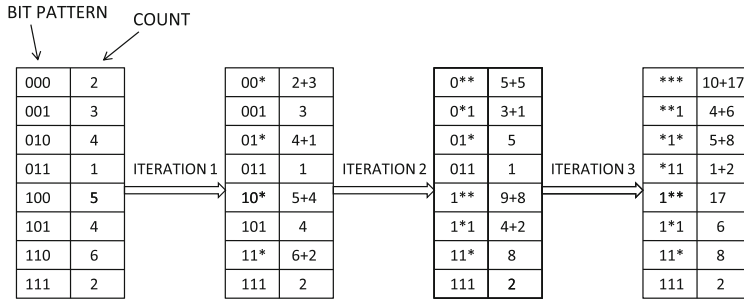 BIT PATTERN
COUNT
000 2 00* 2+3 0** 5+5 *** 10+17
001 3 001 3 0*1 3+1 **1 4+6
010 4 01* 4+1 01* 5 *1* 5+8
011 1 ITERATION 1 011 1 ITERATION 2 011 1 ITERATION 3 *11 1+2
100 5 10* 5+4 1** 9+8 1** 17
101 4 101 4 1*1 4+2 1*1 6
110 6 11* 6+2 11* 8 11* 8
111 2 111 2 111 2 111 2